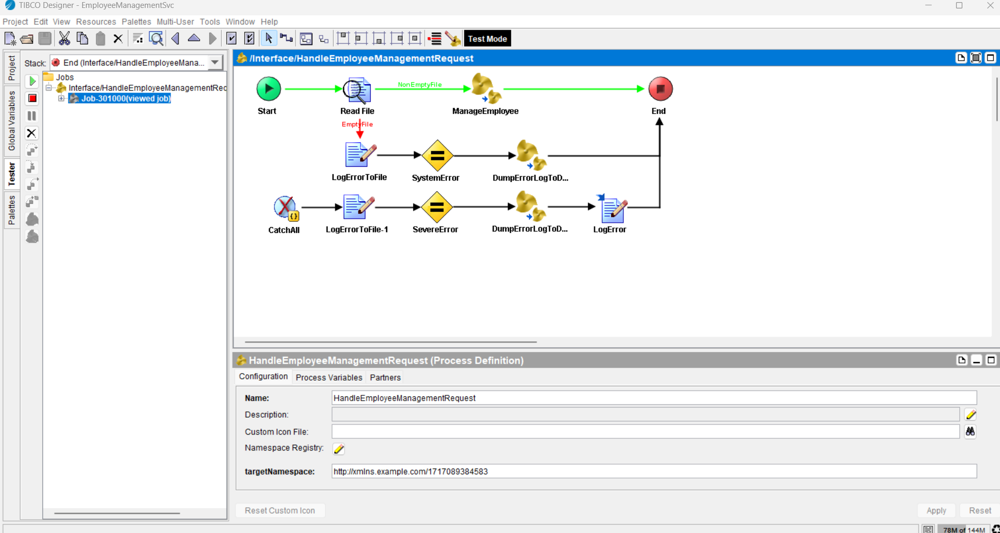 TIBCO Designer - EmployeeManagementSvc
Project Edit View Resources Palettes Multi-User Tools Window Help
Test Mode
Project
Global Variables
Tester
Palettes
Stack: End (Interface/HandleEmployeeMana...
Jobs
Interface/HandleEmployeeManagementRec
Job-301000(viewed job)
/Interface/HandleEmployeeManagementRequest
NonEmptyFile
Start Read File ManageEmployee End
EmptyFile
LogErrorToFile SystemError DumpErrorLogToD...
CatchAll LogErrorToFile-1 SevereError DumpErrorLogToD... LogError
HandleEmployeeManagementRequest (Process Definition)
Configuration Process Variables Partners
Name: HandleEmployeeManagementRequest
Description:
Custom Icon File:
Namespace Registry:
targetNamespace: http://xmlns.example.com/1717089384583
Reset Custom Icon Apply Reset
78M of 144M